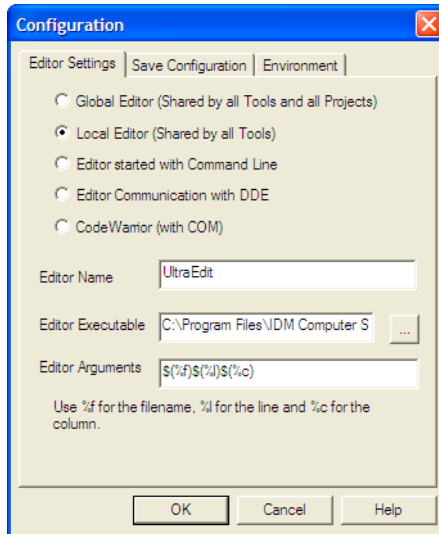 Configuration
Editor Settings Save Configuration Environment
Global Editor (Shared by all Tools and all Projects)
Local Editor (Shared by all Tools)
Editor started with Command Line
Editor Communication with DDE
CodeWarrior (with COM)
Editor Name UltraEdit
Editor Executable C:\Program Files\IDM Computer S ...
Editor Arguments $(%f)$(%l)$(%c)
Use %f for the filename, %l for the line and %c for the
column.
OK Cancel Help